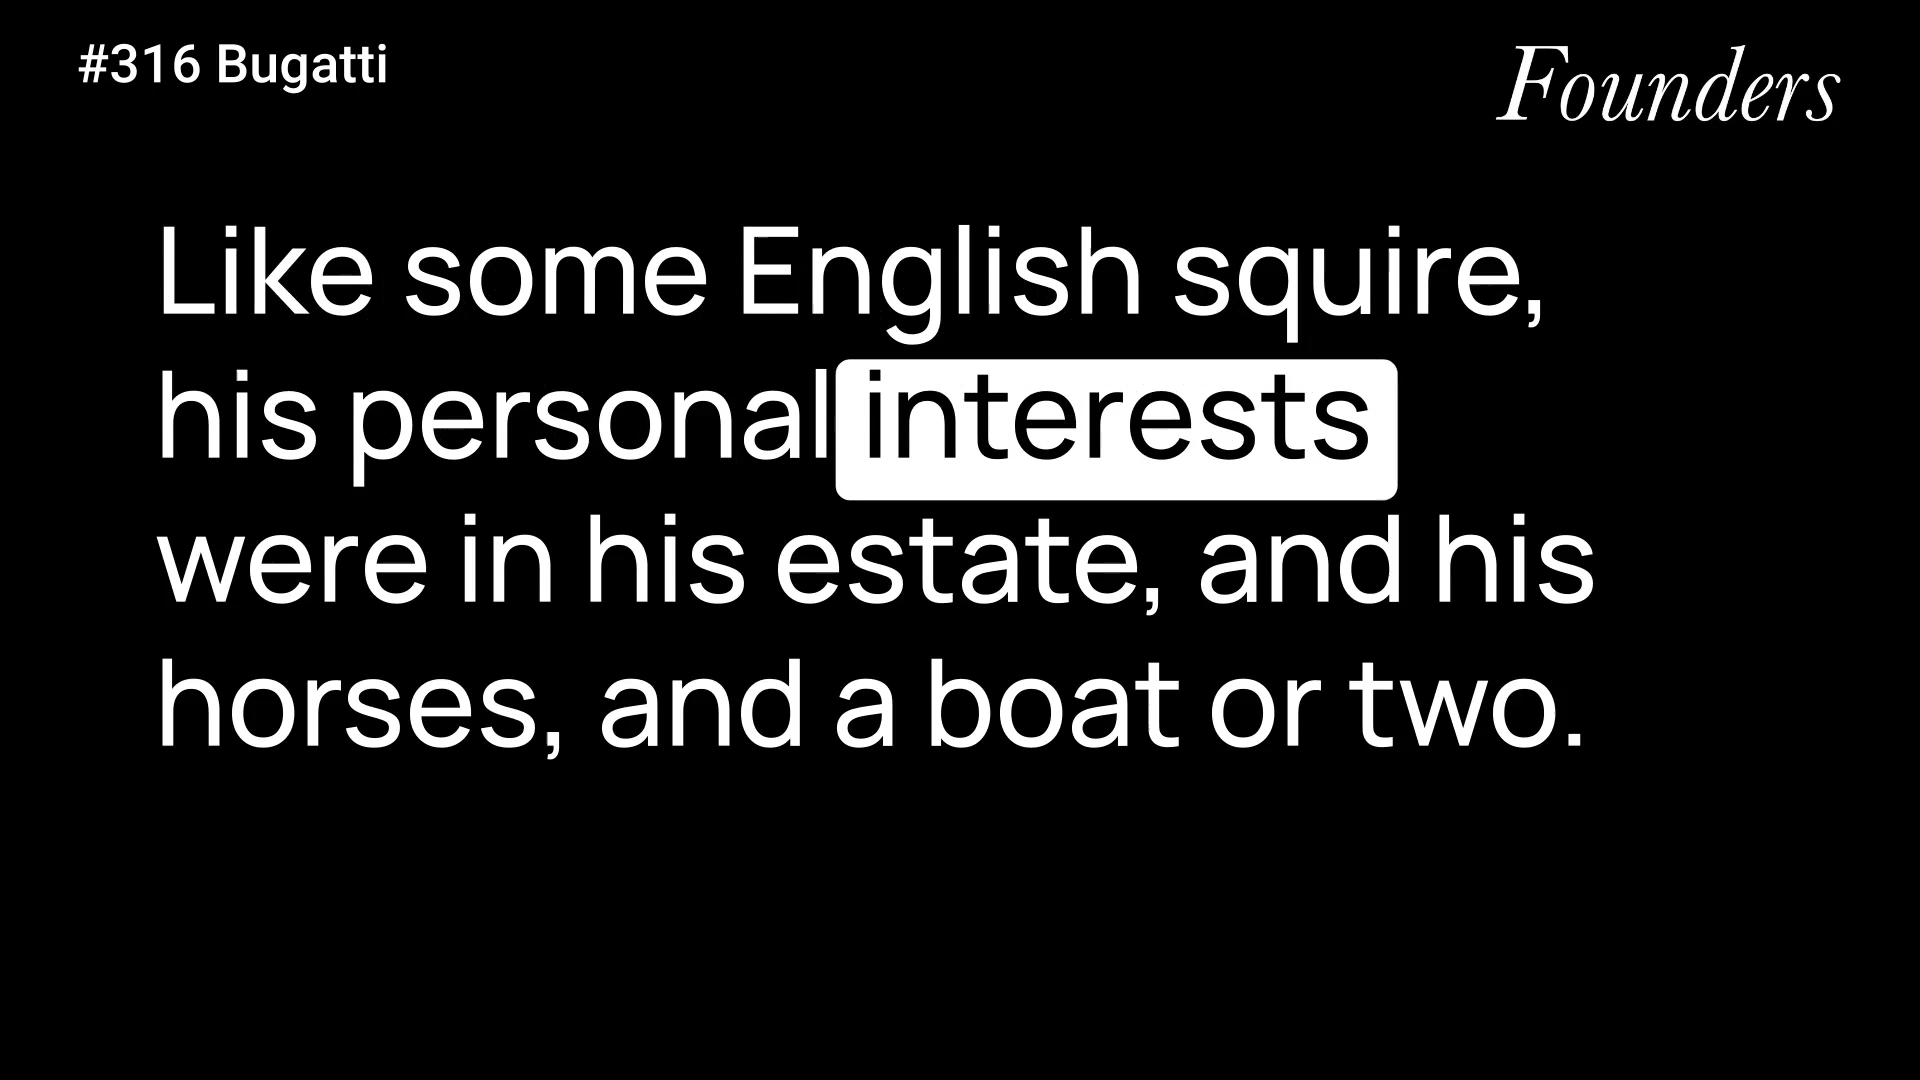 #316 Bugatti
Founders
Like some English squire,
his personal interests
were in his estate, and his
horses, and a boat or two.